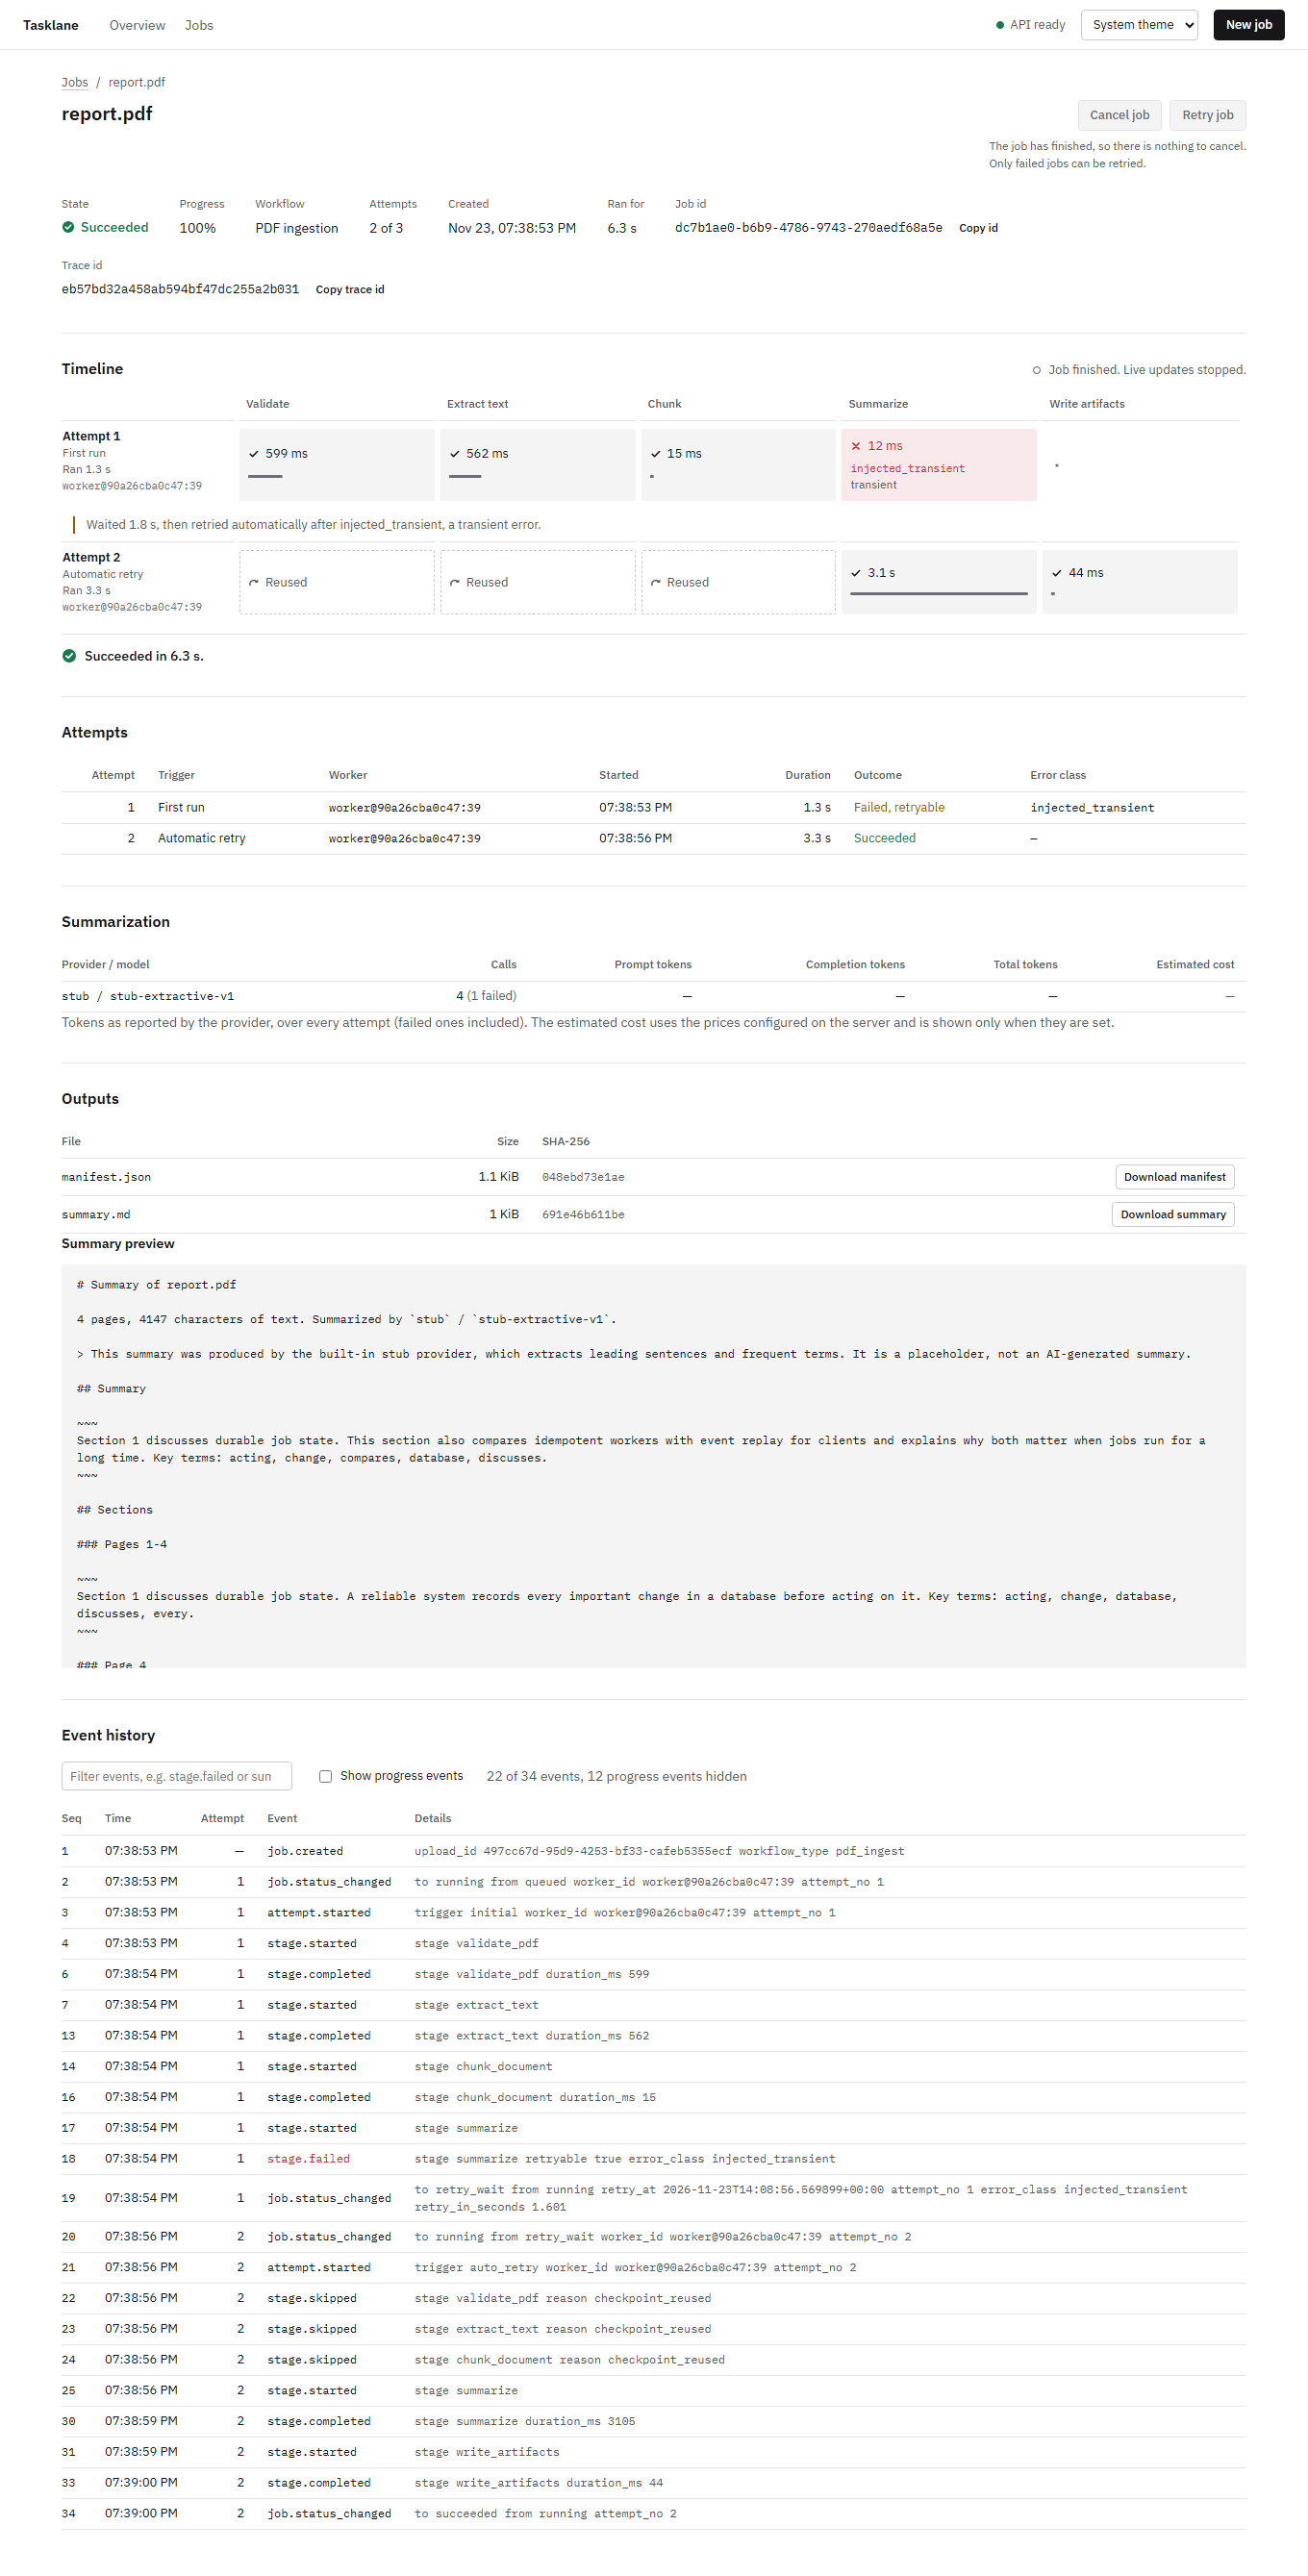 Tasklane Overview Jobs API ready System theme New job
Jobs / report.pdf
report.pdf
Cancel job Retry job
The job has finished, so there is nothing to cancel.
Only failed jobs can be retried.
State Progress Workflow Attempts Created Ran for Job id
Succeeded 100% PDF ingestion 2 of 3 Nov 23, 07:38:53 PM 6.3 s dc7b1ae0-b6b9-4786-9743-270aedf68a5e Copy id
Trace id
eb57bd32a458ab594bf47dc255a2b031 Copy trace id
Timeline Job finished. Live updates stopped.
Validate Extract text Chunk Summarize Write artifacts
Attempt 1
First run
Ran 1.3 s
worker@90a26cba0c47:39
599 ms 562 ms 15 ms 12 ms
injected_transient
transient
Waited 1.8 s, then retried automatically after injected_transient, a transient error.
Attempt 2
Automatic retry
Ran 3.3 s
worker@90a26cba0c47:39
Reused Reused Reused 3.1 s 44 ms
Succeeded in 6.3 s.
Attempts
Attempt Trigger Worker Started Duration Outcome Error class
1 First run worker@90a26cba0c47:39 07:38:53 PM 1.3 s Failed, retryable injected_transient
2 Automatic retry worker@90a26cba0c47:39 07:38:56 PM 3.3 s Succeeded —
Summarization
Provider / model Calls Prompt tokens Completion tokens Total tokens Estimated cost
stub / stub-extractive-v1 4 (1 failed) — — — —
Tokens as reported by the provider, over every attempt (failed ones included). The estimated cost uses the prices configured on the server and is shown only when they are set.
Outputs
File Size SHA-256
manifest.json 1.1 KiB 048ebd73e1ae Download manifest
summary.md 1 KiB 691e46b611be Download summary
Summary preview
# Summary of report.pdf
4 pages, 4147 characters of text. Summarized by `stub` / `stub-extractive-v1`.
> This summary was produced by the built-in stub provider, which extracts leading sentences and frequent terms. It is a placeholder, not an AI-generated summary.
## Summary
~~~
Section 1 discusses durable job state. This section also compares idempotent workers with event replay for clients and explains why both matter when jobs run for a
long time. Key terms: acting, change, compares, database, discusses.
~~~
## Sections
### Pages 1-4
~~~
Section 1 discusses durable job state. A reliable system records every important change in a database before acting on it. Key terms: acting, change, database,
discusses, every.
~~~
### Page 4
Event history
Filter events, e.g. stage.failed or sum Show progress events 22 of 34 events, 12 progress events hidden
Seq Time Attempt Event Details
1 07:38:53 PM — job.created upload_id 497cc67d-95d9-4253-bf33-cafeb5355ecf workflow_type pdf_ingest
2 07:38:53 PM 1 job.status_changed to running from queued worker_id worker@90a26cba0c47:39 attempt_no 1
3 07:38:53 PM 1 attempt.started trigger initial worker_id worker@90a26cba0c47:39 attempt_no 1
4 07:38:53 PM 1 stage.started stage validate_pdf
6 07:38:54 PM 1 stage.completed stage validate_pdf duration_ms 599
7 07:38:54 PM 1 stage.started stage extract_text
13 07:38:54 PM 1 stage.completed stage extract_text duration_ms 562
14 07:38:54 PM 1 stage.started stage chunk_document
16 07:38:54 PM 1 stage.completed stage chunk_document duration_ms 15
17 07:38:54 PM 1 stage.started stage summarize
18 07:38:54 PM 1 stage.failed stage summarize retryable true error_class injected_transient
19 07:38:54 PM 1 job.status_changed to retry_wait from running retry_at 2026-11-23T14:08:56.569899+00:00 attempt_no 1 error_class injected_transient
retry_in_seconds 1.601
20 07:38:56 PM 2 job.status_changed to running from retry_wait worker_id worker@90a26cba0c47:39 attempt_no 2
21 07:38:56 PM 2 attempt.started trigger auto_retry worker_id worker@90a26cba0c47:39 attempt_no 2
22 07:38:56 PM 2 stage.skipped stage validate_pdf reason checkpoint_reused
23 07:38:56 PM 2 stage.skipped stage extract_text reason checkpoint_reused
24 07:38:56 PM 2 stage.skipped stage chunk_document reason checkpoint_reused
25 07:38:56 PM 2 stage.started stage summarize
30 07:38:59 PM 2 stage.completed stage summarize duration_ms 3105
31 07:38:59 PM 2 stage.started stage write_artifacts
33 07:39:00 PM 2 stage.completed stage write_artifacts duration_ms 44
34 07:39:00 PM 2 job.status_changed to succeeded from running attempt_no 2